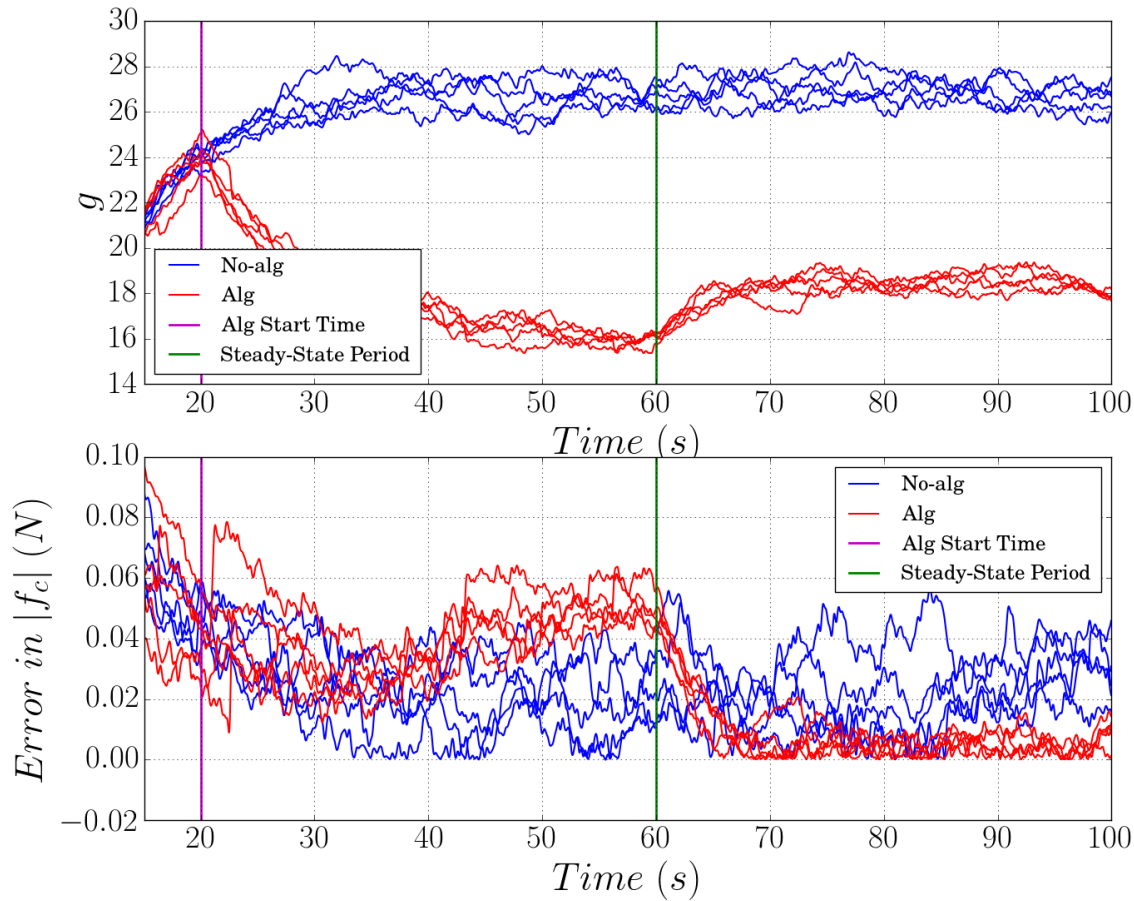 30
28
26
24
22
20
18
16
14
g
No-alg
Alg
Alg Start Time
Steady-State Period
20 30 40 50 60 70 80 90 100
Time (s)
0.10
0.08
0.06
0.04
0.02
0.00
−0.02
Error in |f_c| (N)
No-alg
Alg
Alg Start Time
Steady-State Period
20 30 40 50 60 70 80 90 100
Time (s)